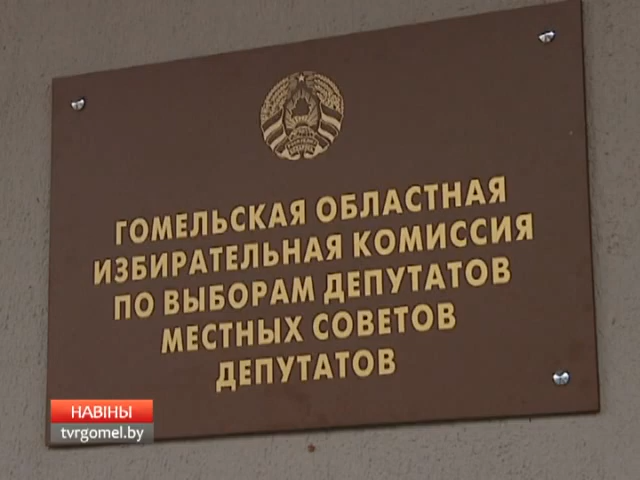 ГОМЕЛЬСКАЯ ОБЛАСТНАЯ
ИЗБИРАТЕЛЬНАЯ КОМИССИЯ
ПО ВЫБОРАМ ДЕПУТАТОВ
МЕСТНЫХ СОВЕТОВ
ДЕПУТАТОВ
НАВІНЫ
tvrgomel.by